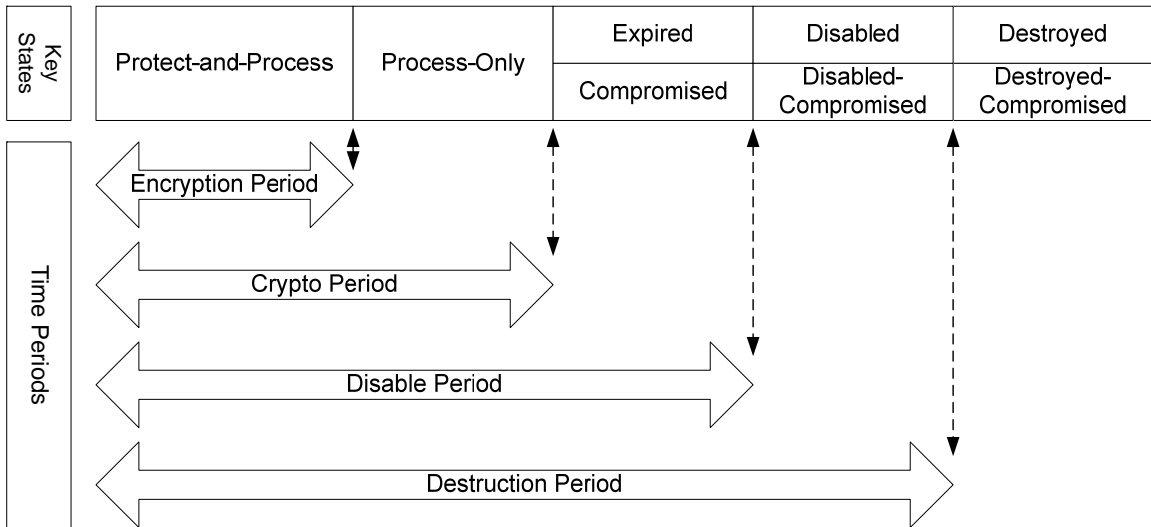 Key
States
Protect-and-Process
Process-Only
Expired
Disabled
Destroyed
Compromised
Disabled-
Compromised
Destroyed-
Compromised
Time Periods
Encryption Period
Crypto Period
Disable Period
Destruction Period